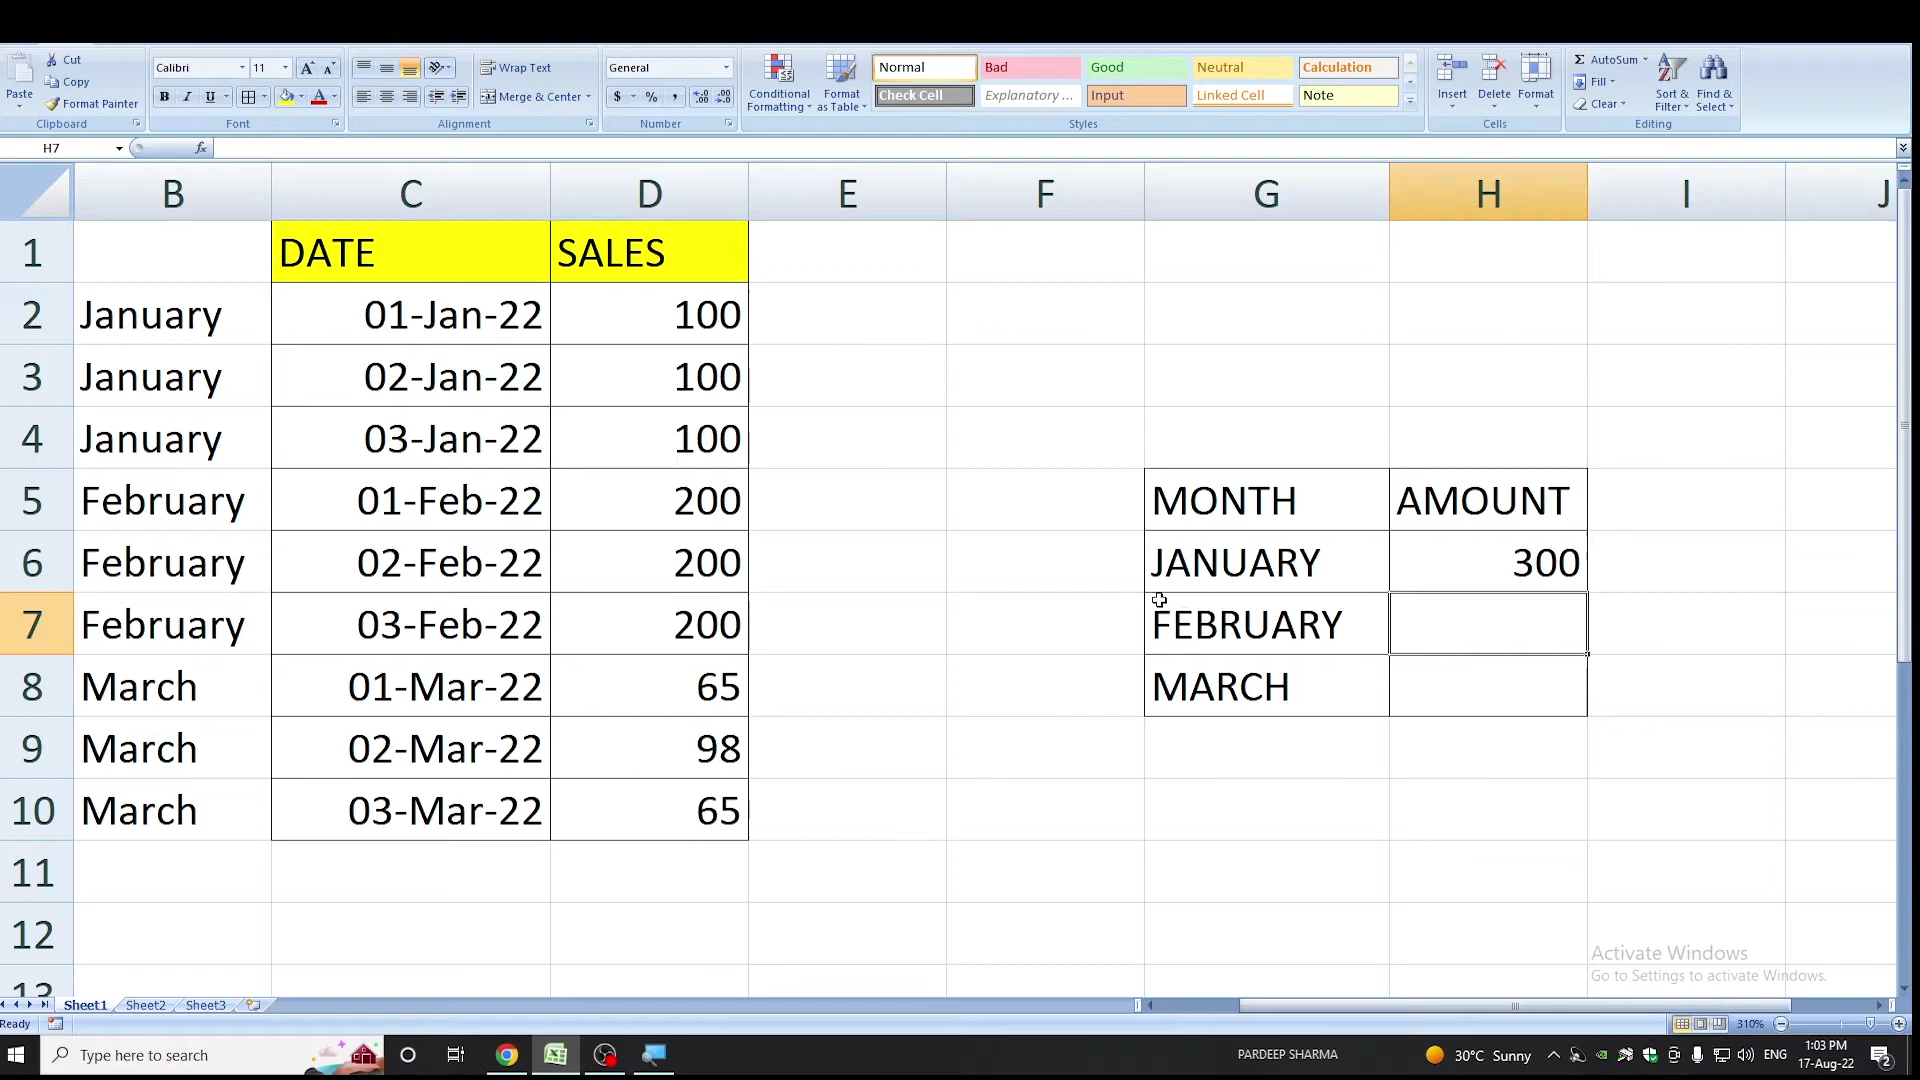 Cut
Copy
Format Painter
Paste
Clipboard
Calibri 11 A A
B I U A
Font
Wrap Text
Merge & Center
Alignment
General
$ % ,
Number
Conditional Formatting
Format as Table
Normal Bad Good Neutral Calculation
Check Cell Explanatory ... Input Linked Cell Note
Styles
Insert Delete Format
Cells
Σ AutoSum
Fill
Clear
Sort & Filter
Find & Select
Editing
H7 fx
B C D E F G H I J
1 DATE SALES
2 January 01-Jan-22 100
3 January 02-Jan-22 100
4 January 03-Jan-22 100
5 February 01-Feb-22 200 MONTH AMOUNT
6 February 02-Feb-22 200 JANUARY 300
7 February 03-Feb-22 200 FEBRUARY
8 March 01-Mar-22 65 MARCH
9 March 02-Mar-22 98
10 March 03-Mar-22 65
11
12
13
Activate Windows
Go to Settings to activate Windows.
Sheet1 Sheet2 Sheet3
Ready 310%
Type here to search
PARDEEP SHARMA
30°C Sunny
ENG
1:03 PM
17-Aug-22
2